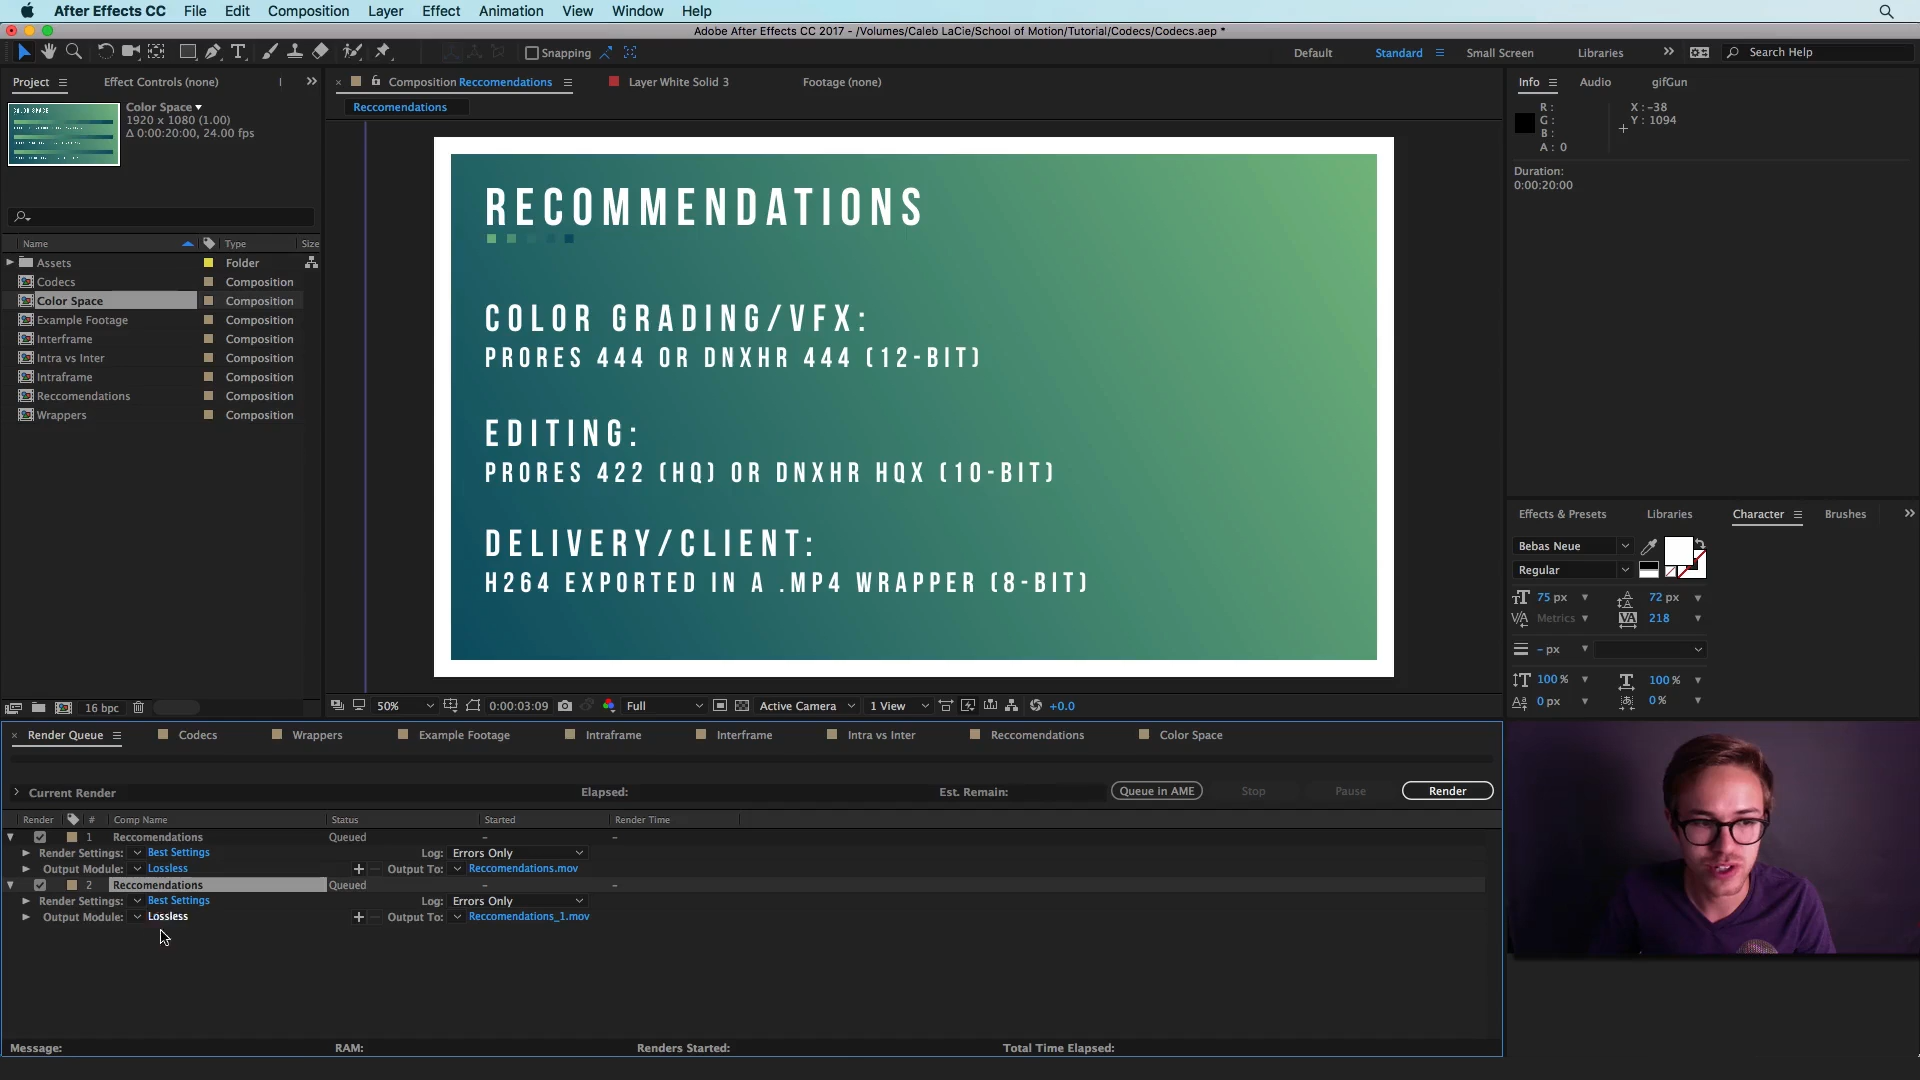 After Effects CC File Edit Composition Layer Effect Animation View Window Help
Adobe After Effects CC 2017 - /Volumes/Caleb LaCie/School of Motion/Tutorial/Codecs/Codecs.aep *
Snapping Default Standard Small Screen Libraries Search Help
Project Effect Controls (none)
Color Space
1920 x 1080 (1.00)
Δ 0:00:20:00, 24.00 fps
Name Type Size
Assets Folder
Codecs Composition
Color Space Composition
Example Footage Composition
Interframe Composition
Intra vs Inter Composition
Intraframe Composition
Reccomendations Composition
Wrappers Composition
16 bpc
Composition Reccomendations Layer White Solid 3 Footage (none)
Reccomendations
RECOMMENDATIONS
COLOR GRADING/VFX:
PRORES 444 OR DNXHR 444 (12-BIT)
EDITING:
PRORES 422 (HQ) OR DNXHR HQX (10-BIT)
DELIVERY/CLIENT:
H264 EXPORTED IN A .MP4 WRAPPER (8-BIT)
50% 0:00:03:09 Full Active Camera 1 View +0.0
Info Audio gifGun
R : X : -38
G : Y : 1094
B :
A : 0
Duration:
0:00:20:00
Effects & Presets Libraries Character Brushes
Bebas Neue
Regular
75 px 72 px
Metrics 218
- px
100 % 100 %
0 px 0 %
Render Queue Codecs Wrappers Example Footage Intraframe Interframe Intra vs Inter Reccomendations Color Space
Current Render Elapsed: Est. Remain: Queue in AME Stop Pause Render
Render # Comp Name Status Started Render Time
1 Reccomendations Queued - -
Render Settings: Best Settings Log: Errors Only
Output Module: Lossless Output To: Reccomendations.mov
2 Reccomendations Queued - -
Render Settings: Best Settings Log: Errors Only
Output Module: Lossless Output To: Reccomendations_1.mov
Message: RAM: Renders Started: Total Time Elapsed: